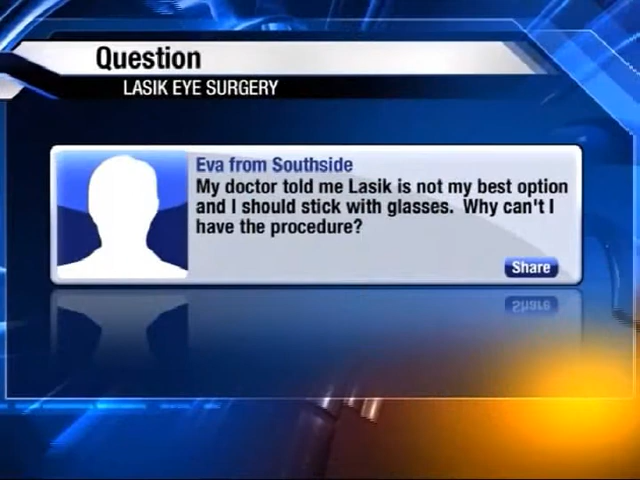 Question
LASIK EYE SURGERY
Eva from Southside
My doctor told me Lasik is not my best option
and I should stick with glasses.  Why can't I
have the procedure?
Share